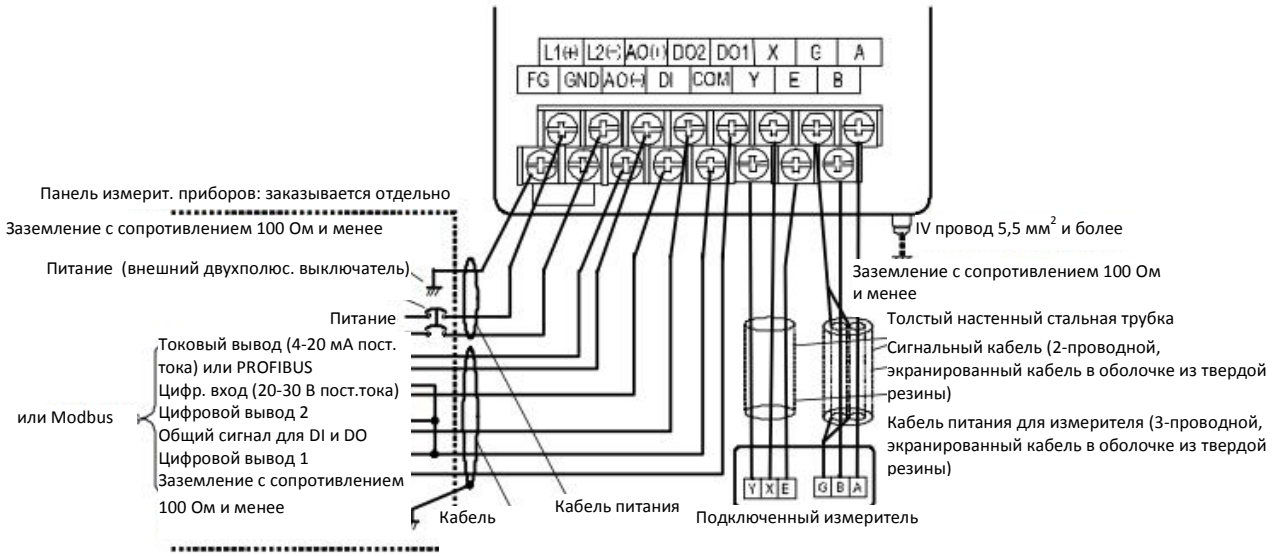 L1(+) L2(-) AO(+) DO2 DO1 X G A
FG GND AO(-) DI COM Y E B
Панель измерит. приборов: заказывается отдельно
Заземление с сопротивлением 100 Ом и менее
Питание (внешний двухполюс. выключатель)
Питание
Токовый вывод (4-20 мА пост.
тока) или PROFIBUS
Цифр. вход (20-30 В пост.тока)
или Modbus
Цифровой вывод 2
Общий сигнал для DI и DO
Цифровой вывод 1
Заземление с сопротивлением
100 Ом и менее
Кабель
Кабель питания
IV провод 5,5 мм² и более
Заземление с сопротивлением 100 Ом
и менее
Толстый настенный стальная трубка
Сигнальный кабель (2-проводной,
экранированный кабель в оболочке из твердой
резины)
Кабель питания для измерителя (3-проводной,
экранированный кабель в оболочке из твердой
резины)
Y X E G B A
Подключенный измеритель